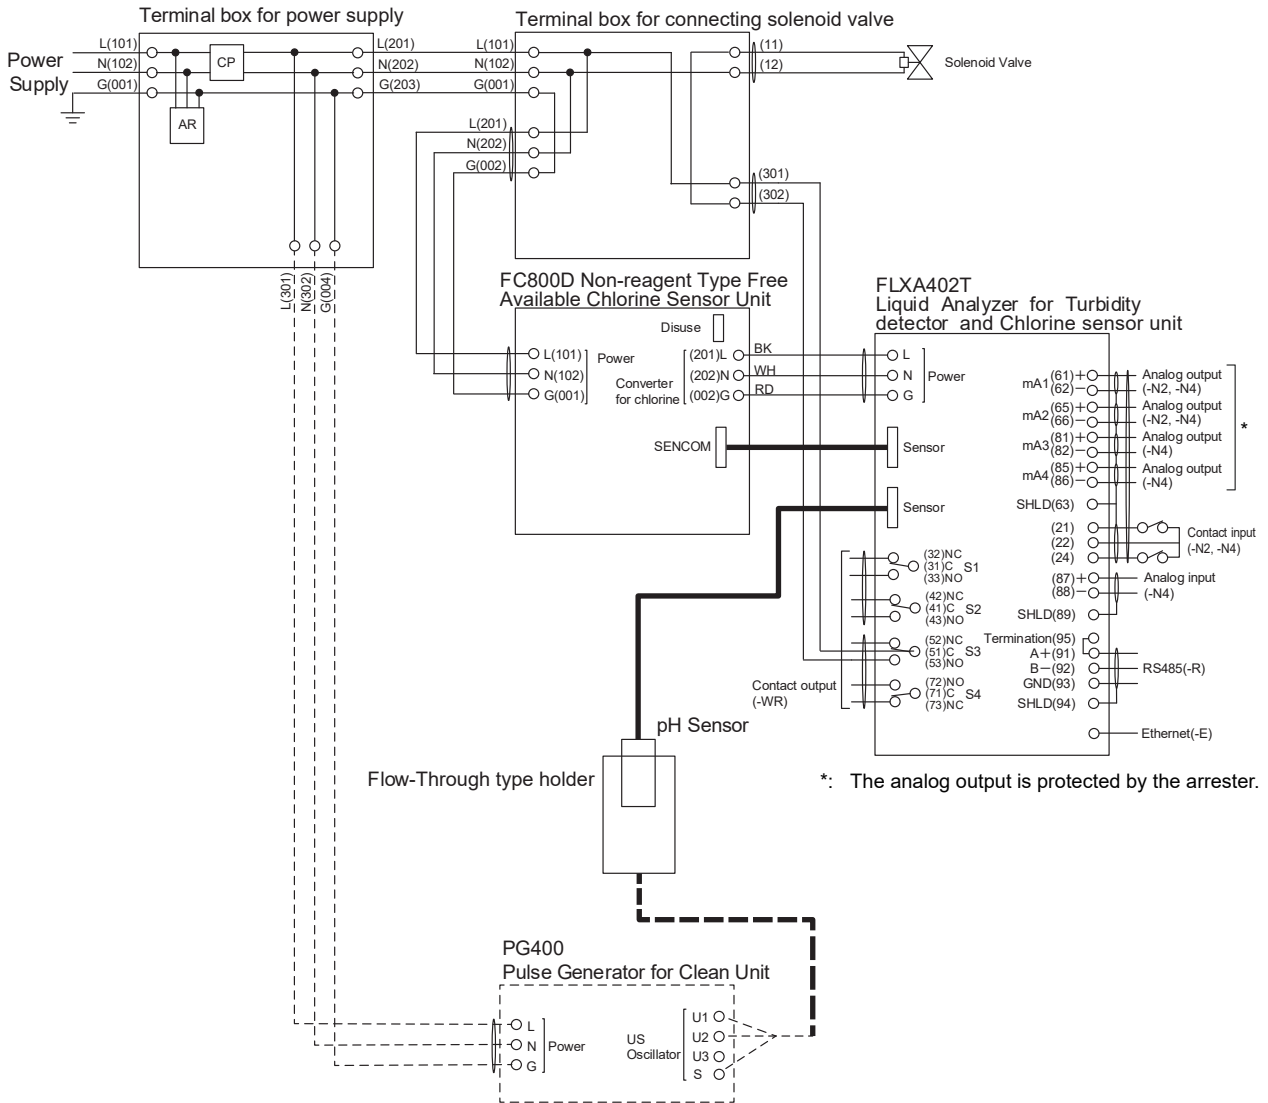 Terminal box for power supply
Terminal box for connecting solenoid valve
Power
Supply
L(101)
N(102)
G(001)
CP
AR
L(201)
N(202)
G(203)
L(101)
N(102)
G(001)
L(201)
N(202)
G(002)
(11)
(12)
Solenoid Valve
(301)
(302)
L(301)
N(302)
G(004)
FC800D Non-reagent Type Free
Available Chlorine Sensor Unit
Disuse
L(101)
N(102)
G(001)
Power
Converter
for chlorine
(201)L
(202)N
(002)G
BK
WH
RD
SENCOM
FLXA402T
Liquid Analyzer for Turbidity
detector and Chlorine sensor unit
L
N
G
Power
Sensor
Sensor
(32)NC
(31)C S1
(33)NO
(42)NC
(41)C S2
(43)NO
(52)NC
(51)C S3
(53)NO
(72)NO
(71)C S4
(73)NC
Contact output
(-WR)
mA1
(61)+
(62)−
Analog output
(-N2, -N4)
mA2
(65)+
(66)−
Analog output
(-N2, -N4)
mA3
(81)+
(82)−
Analog output
(-N4)
mA4
(85)+
(86)−
Analog output
(-N4)
*
SHLD(63)
(21)
(22)
(24)
Contact input
(-N2, -N4)
(87)+
(88)−
Analog input
(-N4)
SHLD(89)
Termination(95)
A+(91)
B−(92)
GND(93)
SHLD(94)
RS485(-R)
Ethernet(-E)
*: The analog output is protected by the arrester.
pH Sensor
Flow-Through type holder
PG400
Pulse Generator for Clean Unit
L
N
G
Power
US
Oscillator
U1
U2
U3
S